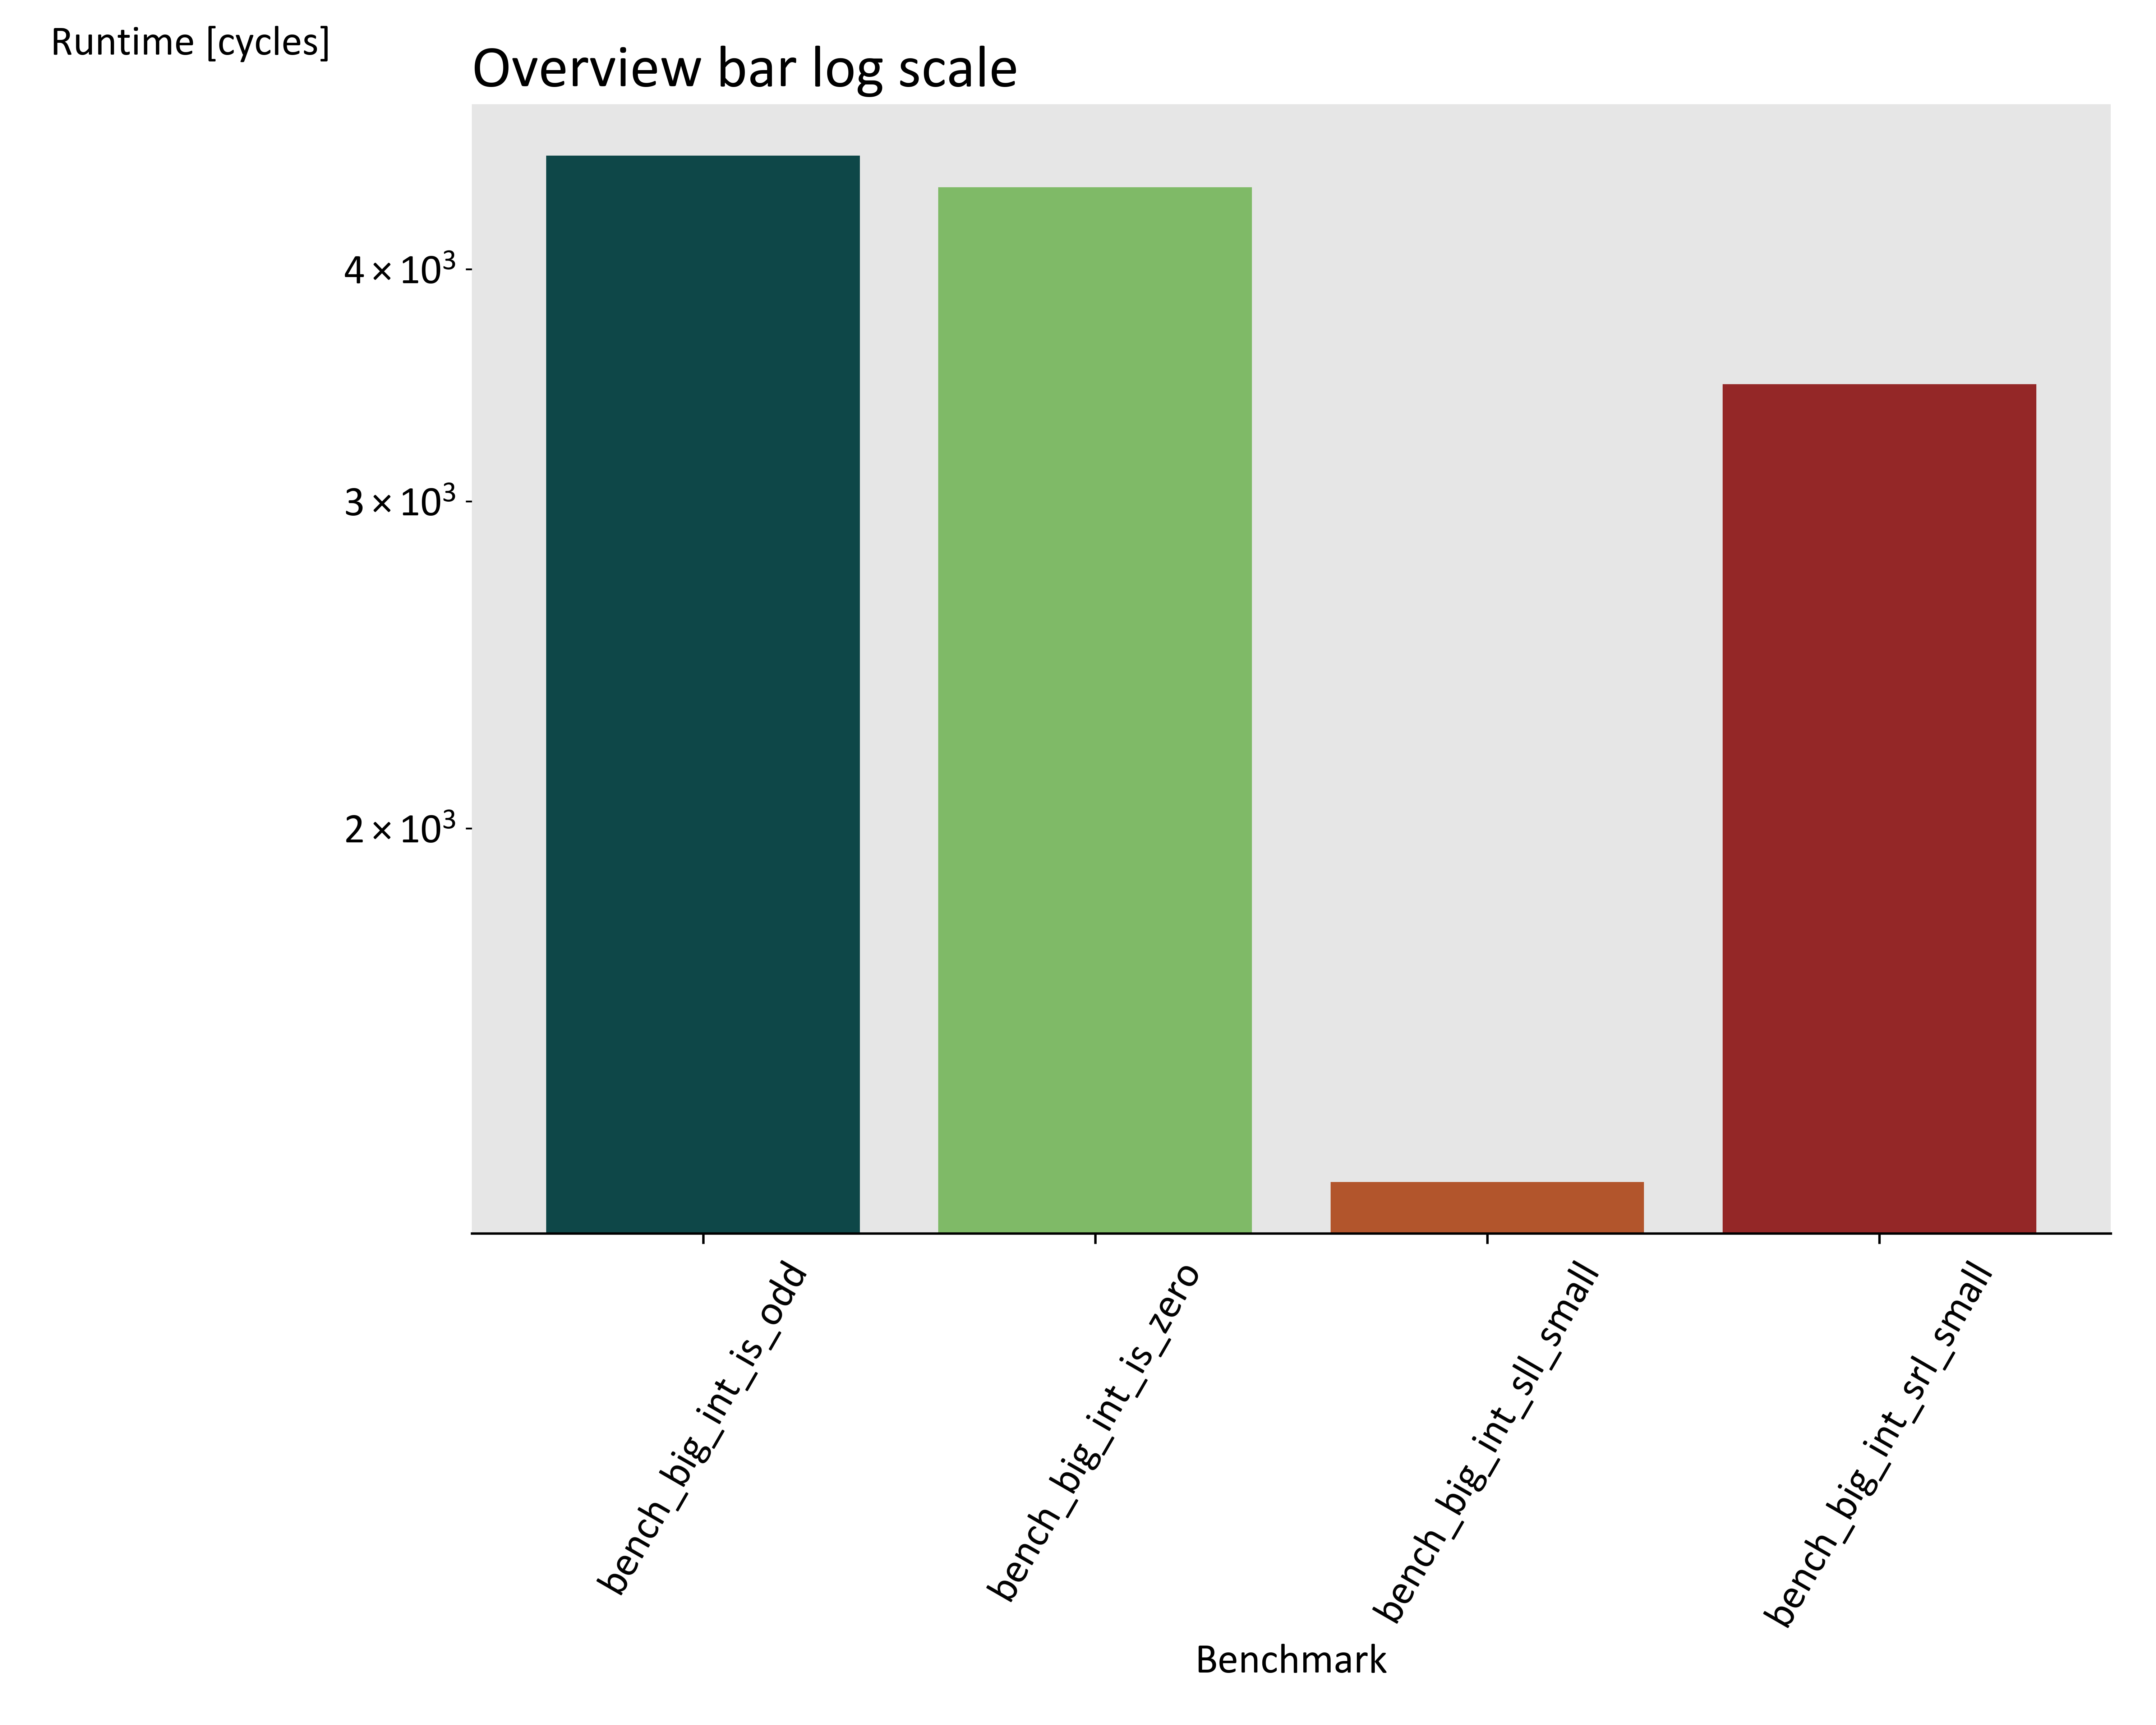 Runtime [cycles]
Overview bar log scale
4×10³
3×10³
2×10³
bench_big_int_is_odd
bench_big_int_is_zero
bench_big_int_sll_small
bench_big_int_srl_small
Benchmark